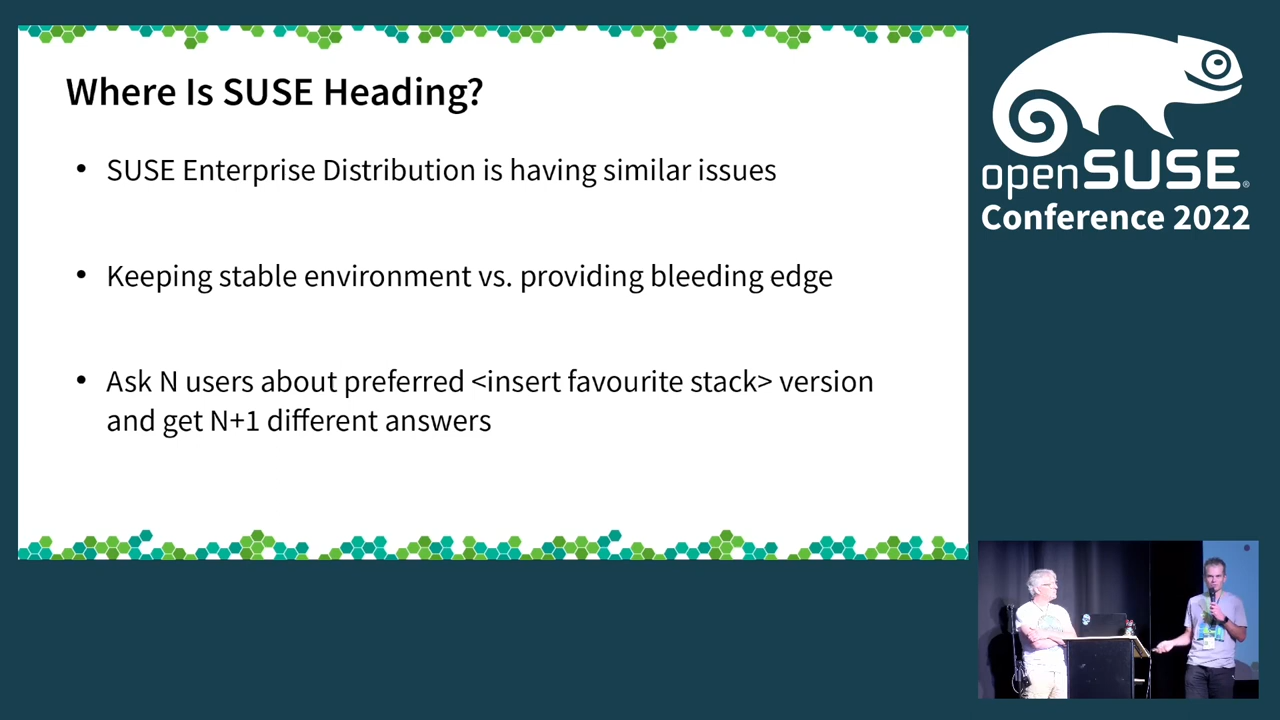 Where Is SUSE Heading?
• SUSE Enterprise Distribution is having similar issues
• Keeping stable environment vs. providing bleeding edge
• Ask N users about preferred <insert favourite stack> version
and get N+1 different answers
openSUSE®
Conference 2022